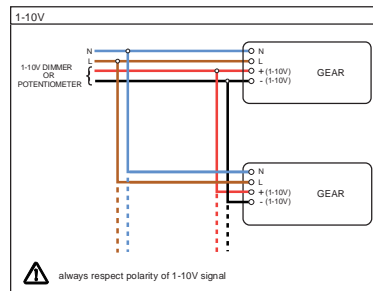 1-10V
N
L
1-10V DIMMER
OR
POTENTIOMETER
N
L
+ (1-10V)
- (1-10V)
GEAR
N
L
+ (1-10V)
- (1-10V)
GEAR
always respect polarity of 1-10V signal